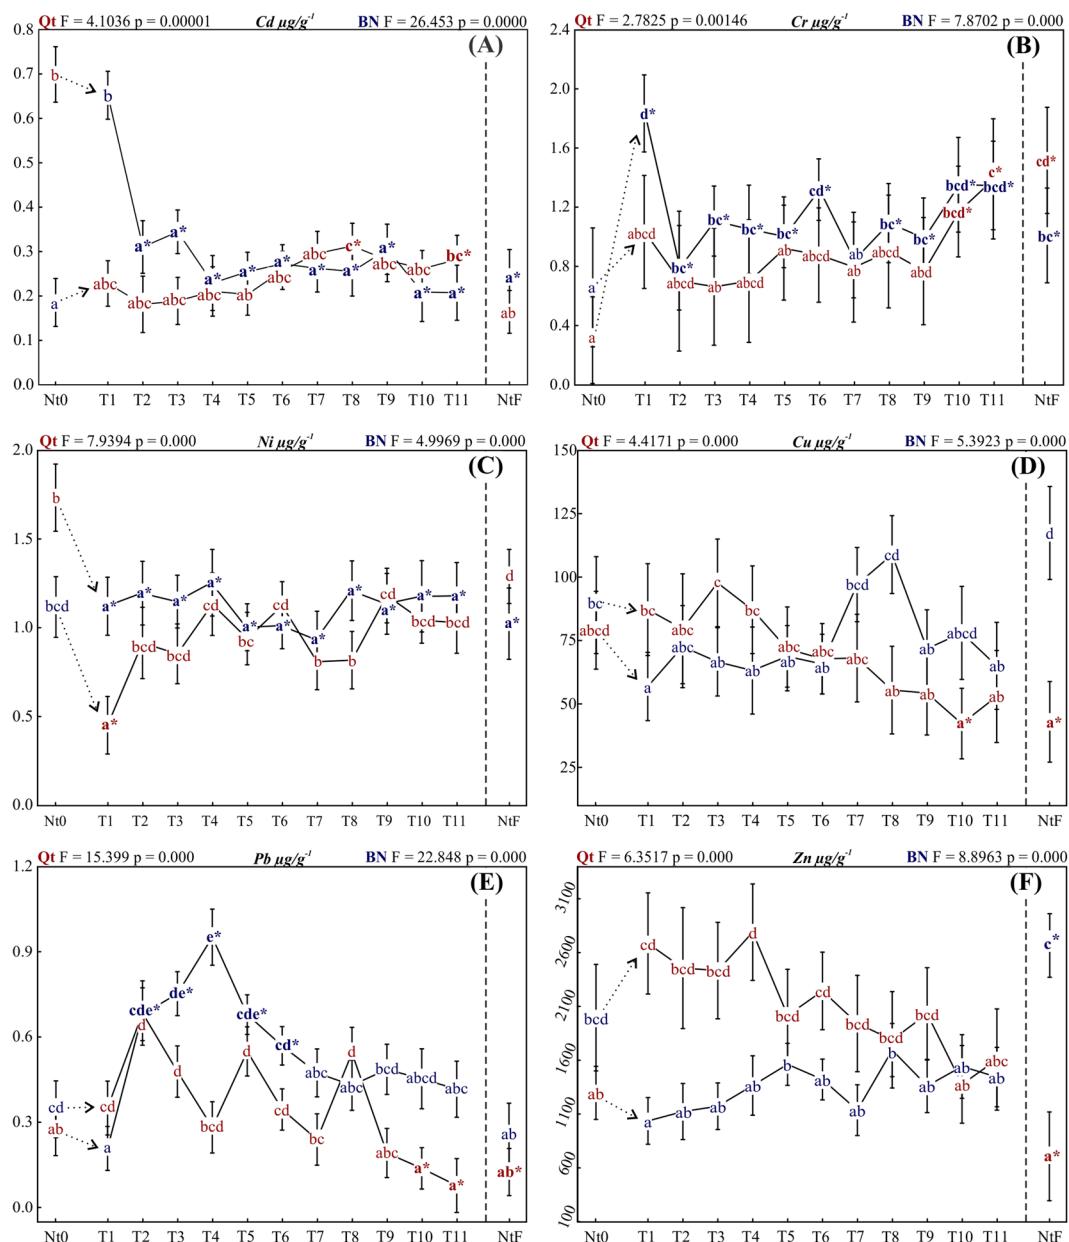 Qt F = 4.1036 p = 0.00001 Cd µg/g⁻¹ BN F = 26.453 p = 0.0000
(A)
0.8
0.7
0.6
0.5
0.4
0.3
0.2
0.1
0.0
b b a* a* a* a* a* a* a* a* a* a* a*
a abc abc abc abc ab abc abc c* abc abc bc* ab
Nt0 T1 T2 T3 T4 T5 T6 T7 T8 T9 T10 T11 NtF
Qt F = 2.7825 p = 0.00146 Cr µg/g⁻¹ BN F = 7.8702 p = 0.000
(B)
2.4
2.0
1.6
1.2
0.8
0.4
0.0
a d* bc* bc* bc* bc* cd* ab bc* bc* bcd* bcd* bc*
a abcd abcd ab abcd abcd abcd ab abcd abd bcd* c* cd*
Nt0 T1 T2 T3 T4 T5 T6 T7 T8 T9 T10 T11 NtF
Qt F = 7.9394 p = 0.000 Ni µg/g⁻¹ BN F = 4.9969 p = 0.000
(C)
2.0
1.5
1.0
0.5
0.0
b a* a* a* a* a* a* a* a* a* a* a* a*
bcd a* bcd bcd cd bc cd b b cd bcd bcd d
Nt0 T1 T2 T3 T4 T5 T6 T7 T8 T9 T10 T11 NtF
Qt F = 4.4171 p = 0.000 Cu µg/g⁻¹ BN F = 5.3923 p = 0.000
(D)
150
125
100
75
50
25
bc bc abc c bc abc abc abc ab ab a* ab a*
abcd a abc ab ab ab ab bcd cd ab abcd ab d
Nt0 T1 T2 T3 T4 T5 T6 T7 T8 T9 T10 T11 NtF
Qt F = 15.399 p = 0.000 Pb µg/g⁻¹ BN F = 22.848 p = 0.000
(E)
1.2
0.9
0.6
0.3
0.0
cd cd d cd bcd d cd bc d abc a* a* ab*
ab a cde* de* e* cde* cd* abc abc bcd abcd abc ab
Nt0 T1 T2 T3 T4 T5 T6 T7 T8 T9 T10 T11 NtF
Qt F = 6.3517 p = 0.000 Zn µg/g⁻¹ BN F = 8.8963 p = 0.000
(F)
3100
2600
2100
1600
1100
600
100
bcd cd bcd bcd d bcd cd bcd bcd bcd abc abc a*
abc a ab ab ab b ab ab b ab ab ab c*
Nt0 T1 T2 T3 T4 T5 T6 T7 T8 T9 T10 T11 NtF